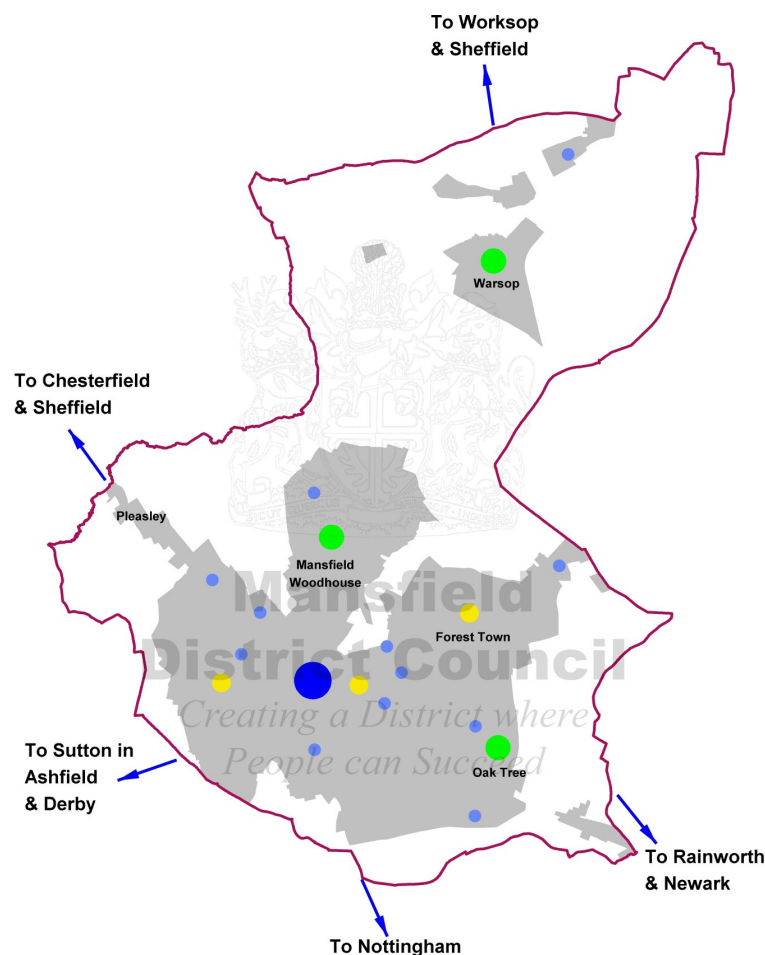 To Worksop
& Sheffield
Warsop
To Chesterfield
& Sheffield
Pleasley
Mansfield
Woodhouse
Mansfield
Forest Town
District Council
Creating a District where
People can Succeed
To Sutton in
Ashfield
& Derby
Oak Tree
To Rainworth
& Newark
To Nottingham